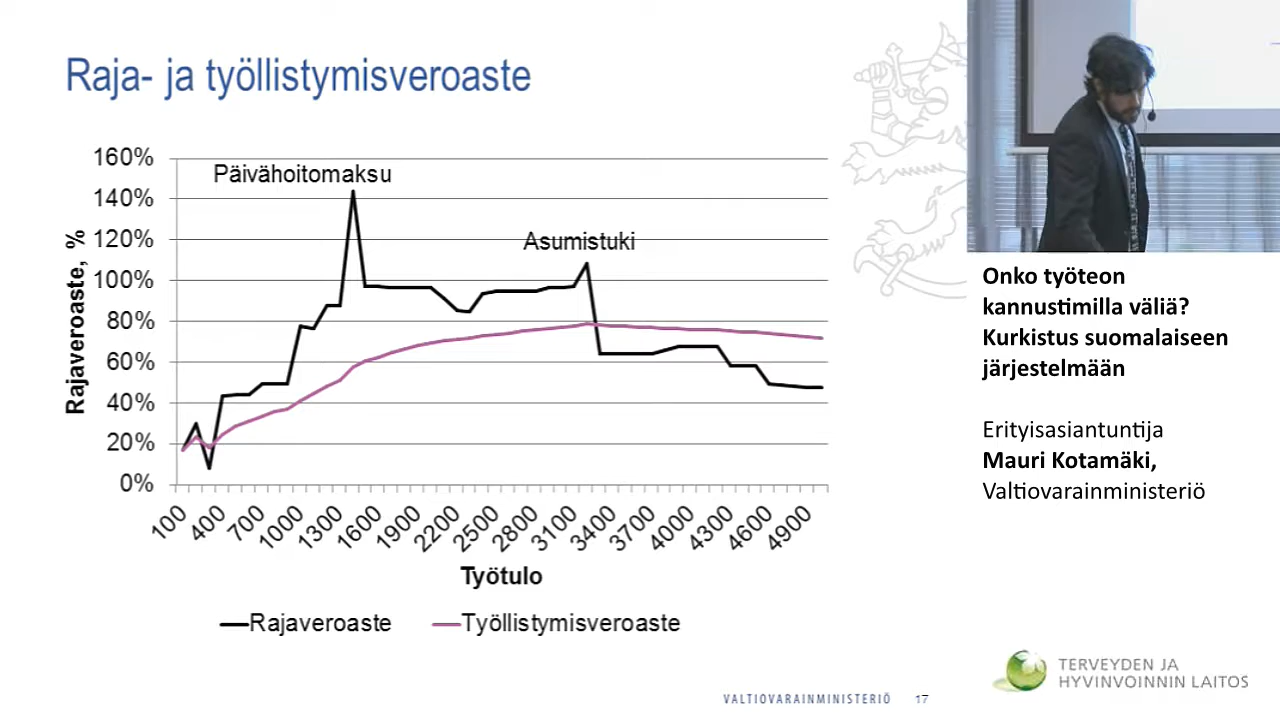 Raja- ja työllistymisveroaste
160%
140%
120%
100%
80%
60%
40%
20%
0%
Rajaveroaste, %
Päivähoitomaksu
Asumistuki
100
400
700
1000
1300
1600
1900
2200
2500
2800
3100
3400
3700
4000
4300
4600
4900
Työtulo
Rajaveroaste
Työllistymisveroaste
VALTIOVARAINMINISTERIÖ 17
Onko työteon
kannustimilla väliä?
Kurkistus suomalaiseen
järjestelmään
Erityisasiantuntija
Mauri Kotamäki,
Valtiovarainministeriö
TERVEYDEN JA
HYVINVOINNIN LAITOS